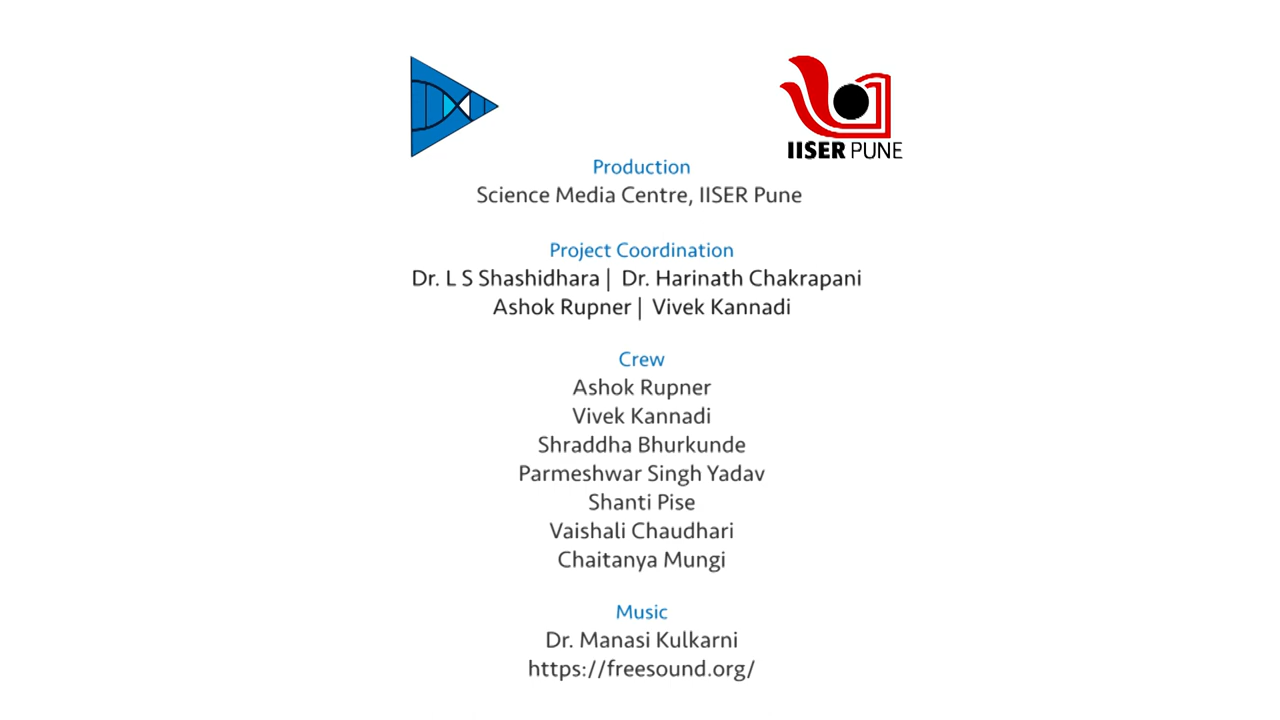 IISER PUNE
Production
Science Media Centre, IISER Pune
Project Coordination
Dr. L S Shashidhara | Dr. Harinath Chakrapani
Ashok Rupner | Vivek Kannadi
Crew
Ashok Rupner
Vivek Kannadi
Shraddha Bhurkunde
Parmeshwar Singh Yadav
Shanti Pise
Vaishali Chaudhari
Chaitanya Mungi
Music
Dr. Manasi Kulkarni
https://freesound.org/